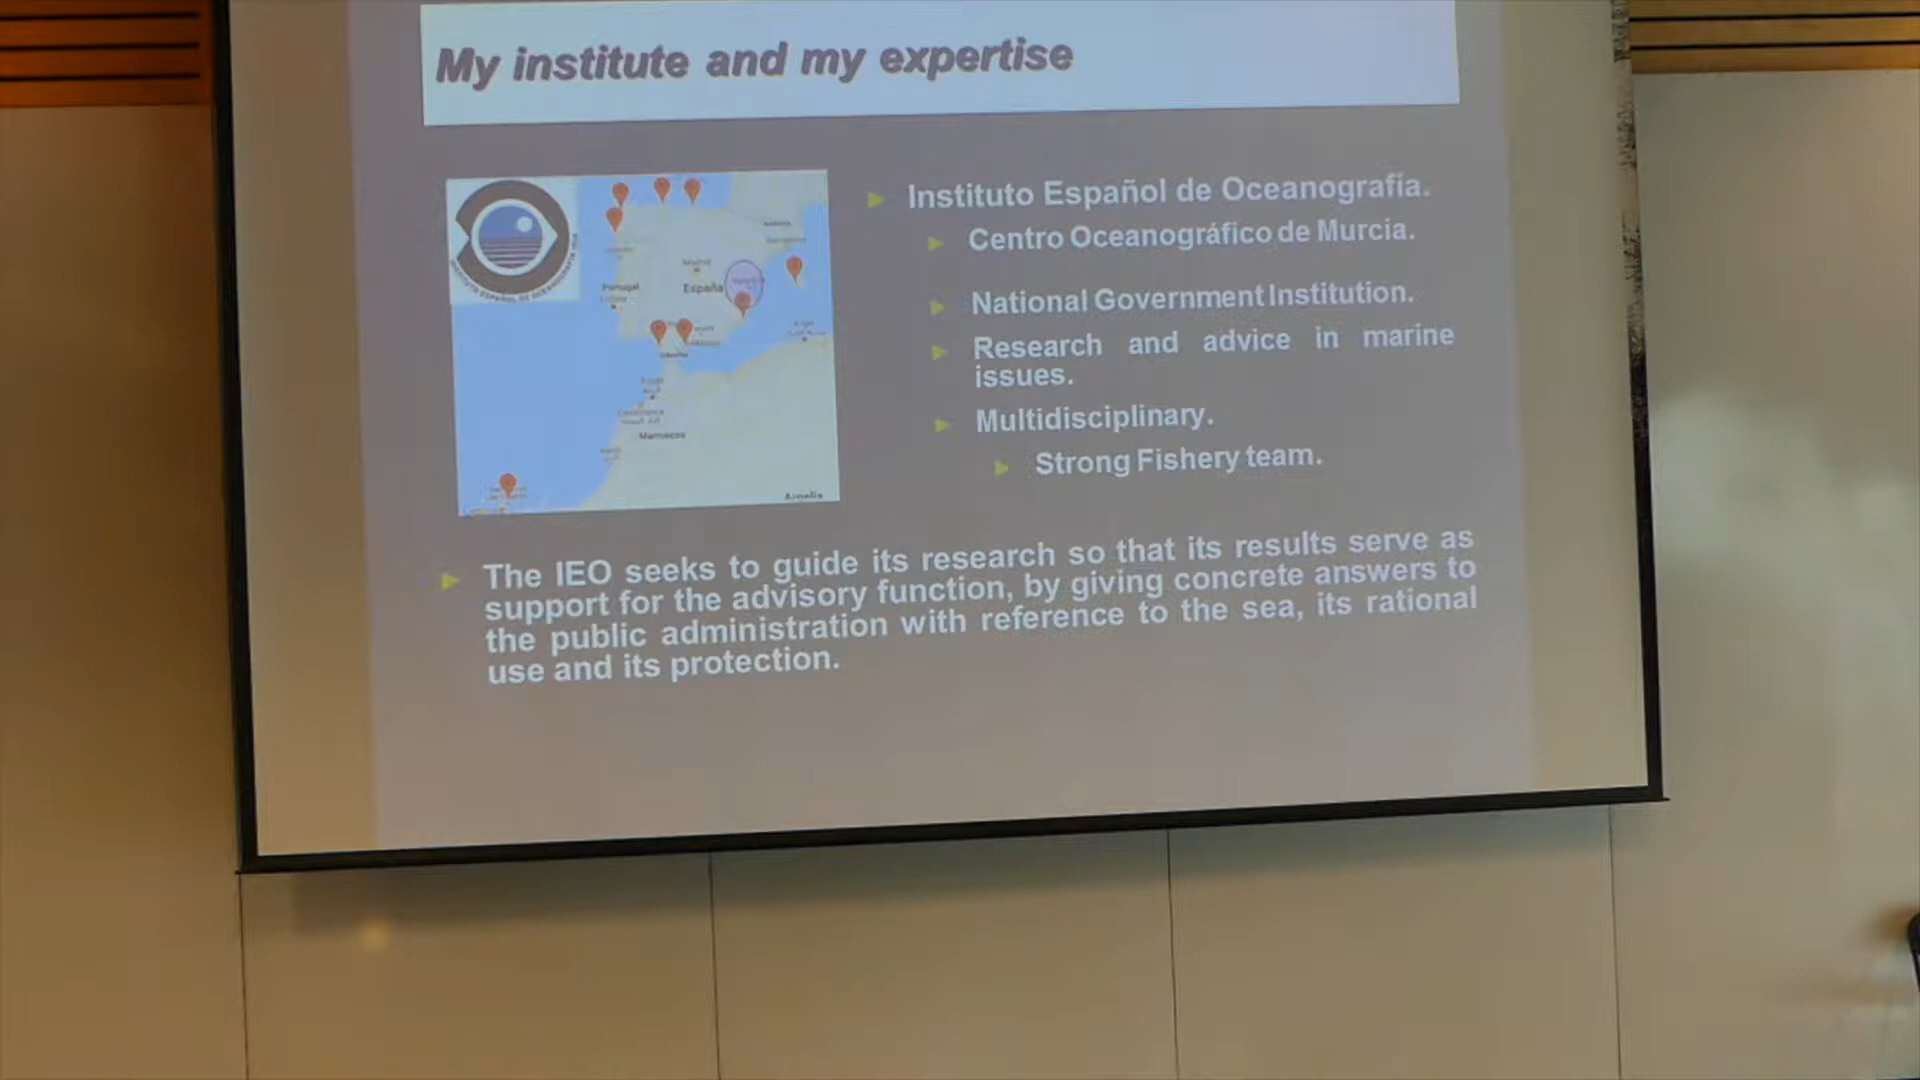 My institute and my expertise
Instituto Español de Oceanografía.
Centro Oceanográfico de Murcia.
National Government Institution.
Research and advice in marine
issues.
Multidisciplinary.
Strong Fishery team.
Madrid
Portugal
España
Marruecos
Argelia
The IEO seeks to guide its research so that its results serve as
support for the advisory function, by giving concrete answers to
the public administration with reference to the sea, its rational
use and its protection.